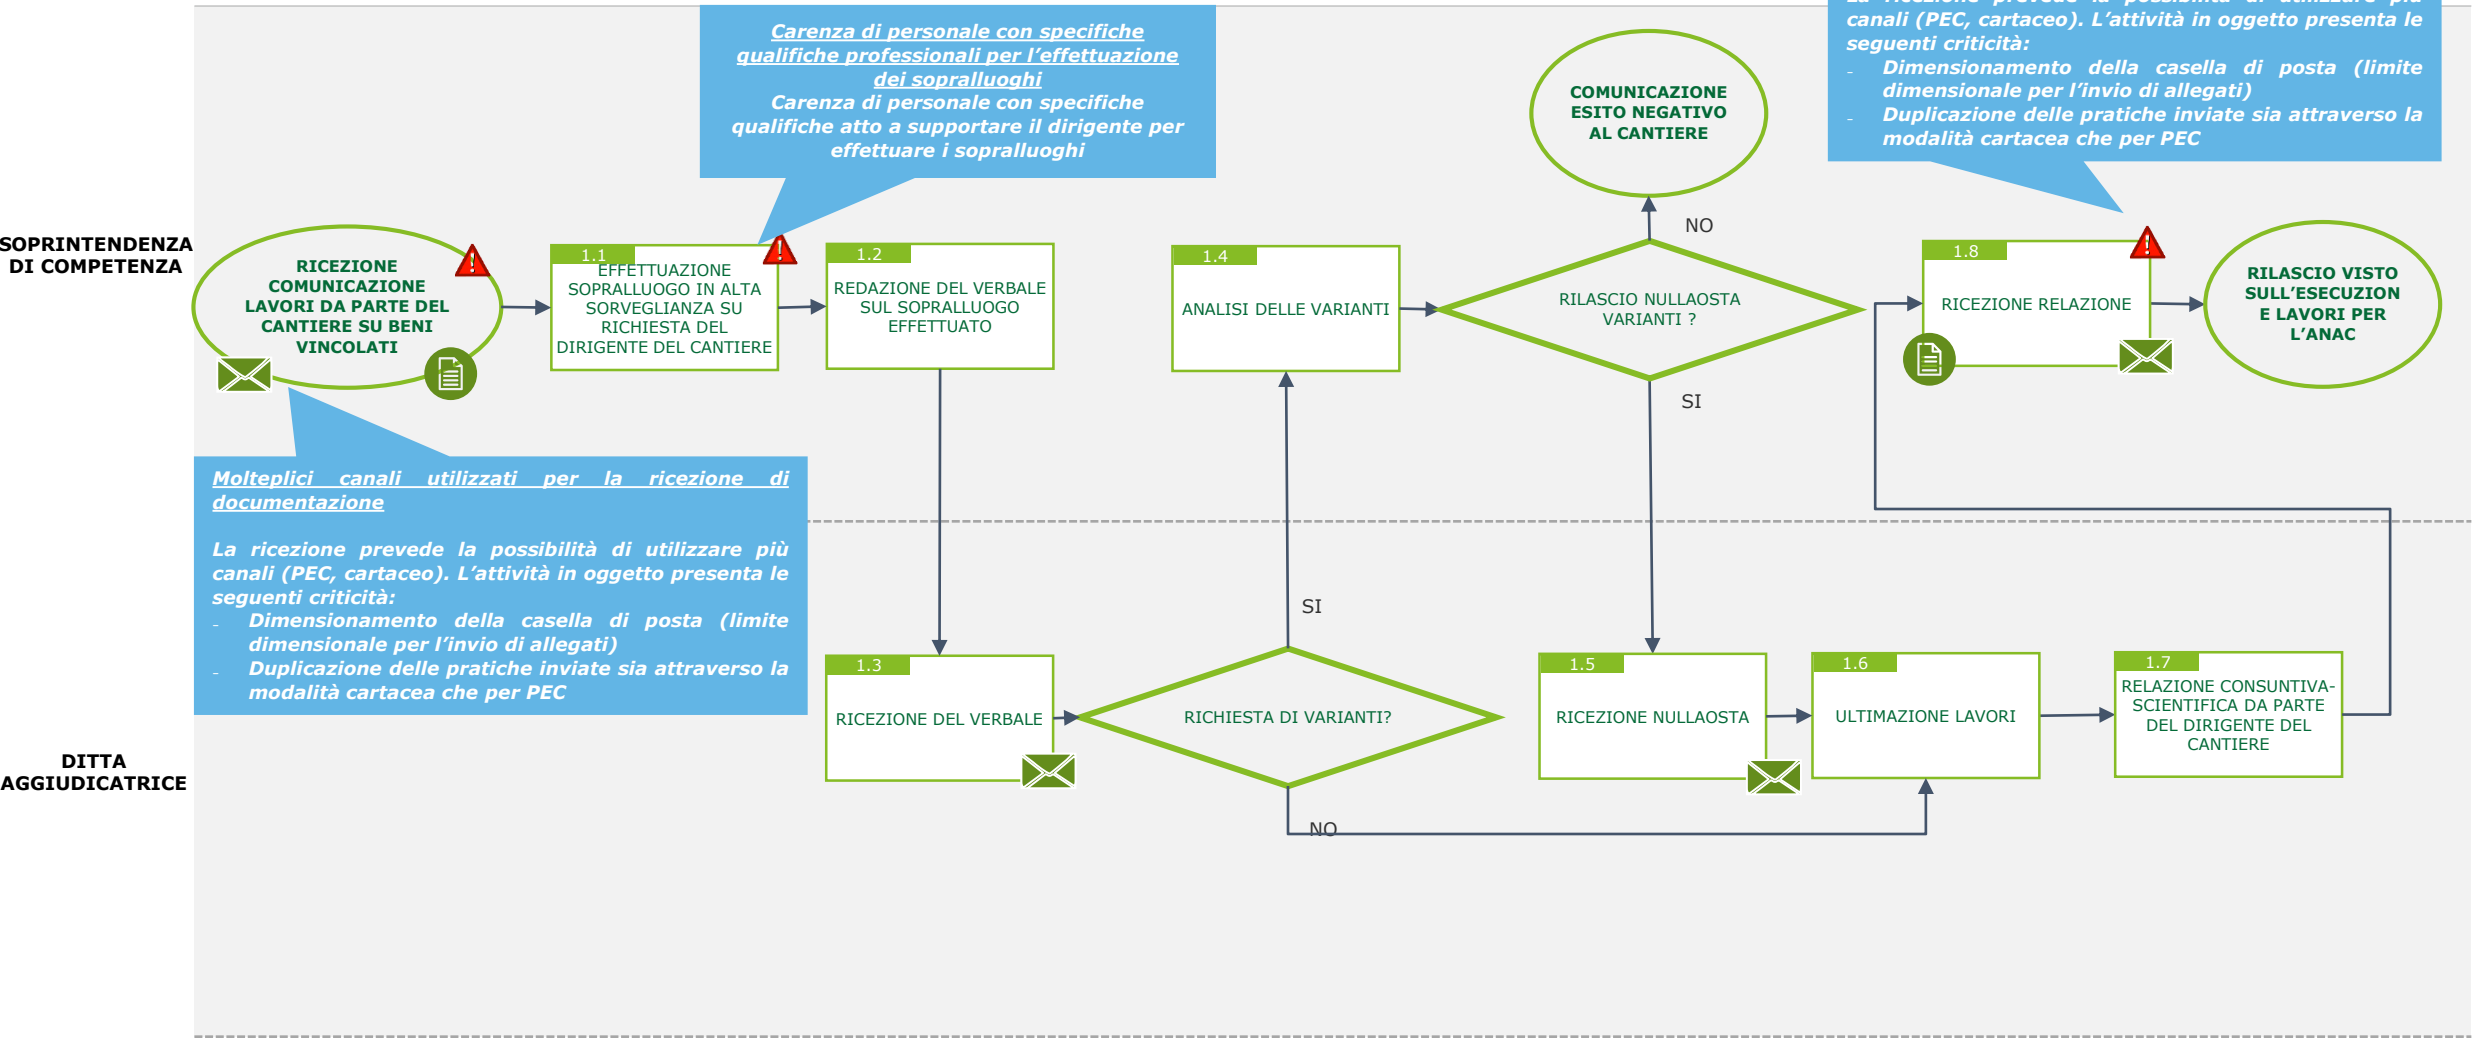 Carenza di personale con specifiche
qualifiche professionali per l’effettuazione
dei sopralluoghi
Carenza di personale con specifiche
qualifiche atto a supportare il dirigente per
effettuare i sopralluoghi
La ricezione prevede la possibilità di utilizzare più
canali (PEC, cartaceo). L’attività in oggetto presenta le
seguenti criticità:
- Dimensionamento della casella di posta (limite
dimensionale per l’invio di allegati)
- Duplicazione delle pratiche inviate sia attraverso la
modalità cartacea che per PEC
COMUNICAZIONE
ESITO NEGATIVO
AL CANTIERE
NO
SOPRINTENDENZA
DI COMPETENZA
RICEZIONE
COMUNICAZIONE
LAVORI DA PARTE DEL
CANTIERE SU BENI
VINCOLATI
1.1
EFFETTUAZIONE
SOPRALLUOGO IN ALTA
SORVEGLIANZA SU
RICHIESTA DEL
DIRIGENTE DEL CANTIERE
1.2
REDAZIONE DEL VERBALE
SUL SOPRALLUOGO
EFFETTUATO
1.4
ANALISI DELLE VARIANTI
RILASCIO NULLAOSTA
VARIANTI ?
1.8
RICEZIONE RELAZIONE
RILASCIO VISTO
SULL’ESECUZION
E LAVORI PER
L’ANAC
SI
Molteplici canali utilizzati per la ricezione di
documentazione
La ricezione prevede la possibilità di utilizzare più
canali (PEC, cartaceo). L’attività in oggetto presenta le
seguenti criticità:
- Dimensionamento della casella di posta (limite
dimensionale per l’invio di allegati)
- Duplicazione delle pratiche inviate sia attraverso la
modalità cartacea che per PEC
SI
DITTA
AGGIUDICATRICE
1.3
RICEZIONE DEL VERBALE
RICHIESTA DI VARIANTI?
1.5
RICEZIONE NULLAOSTA
1.6
ULTIMAZIONE LAVORI
1.7
RELAZIONE CONSUNTIVA-
SCIENTIFICA DA PARTE
DEL DIRIGENTE DEL
CANTIERE
NO